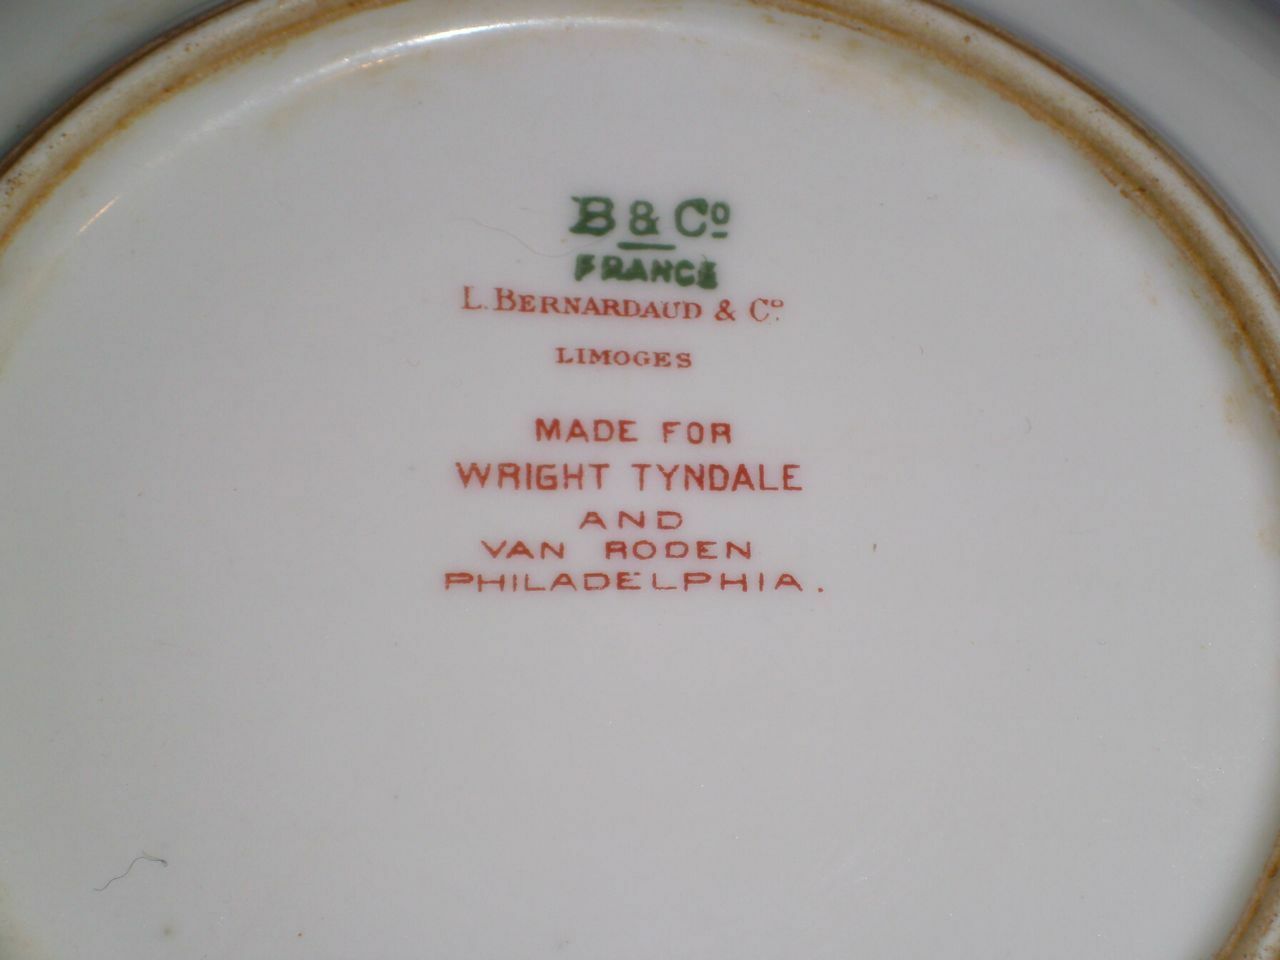 B & Cº
FRANCE
L. BERNARDAUD & Cº
LIMOGES
MADE FOR
WRIGHT TYNDALE
AND
VAN RODEN
PHILADELPHIA.